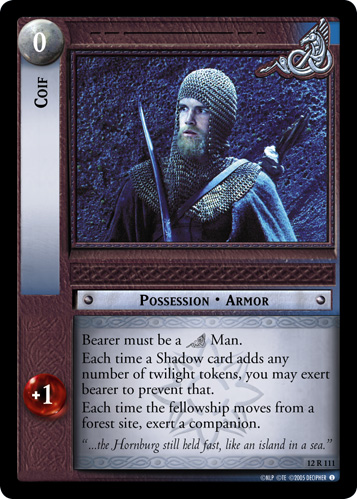 0
Coif
Possession • Armor
Bearer must be a Man.
Each time a Shadow card adds any
number of twilight tokens, you may exert
bearer to prevent that.
Each time the fellowship moves from a
forest site, exert a companion.
+1
“...the Hornburg still held fast, like an island in a sea.”
12 R 111
©NLP ©TE ©2005 DECIPHER